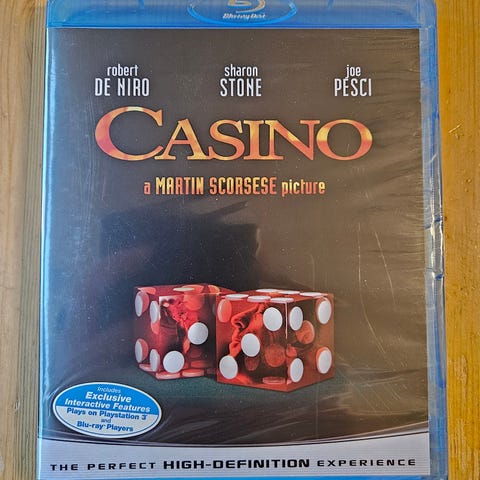 Blu-ray Disc
robert
DE NIRO
sharon
STONE
joe
PESCI
CASINO
a MARTIN SCORSESE picture
Includes
Exclusive
Interactive Features
Plays on Playstation 3
and
Blu-ray Players
THE PERFECT HIGH-DEFINITION EXPERIENCE